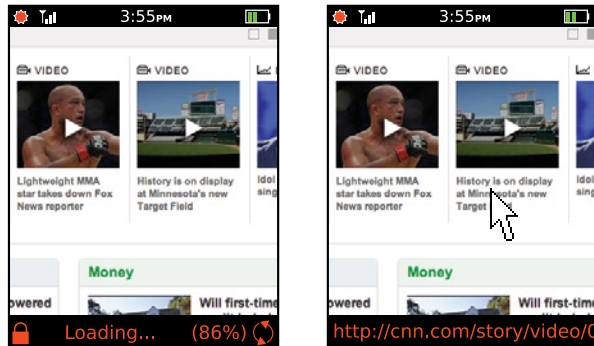 3:55PM
VIDEO
VIDEO
Lightweight MMA
star takes down Fox
News reporter
History is on display
at Minnesota's new
Target Field
Idol
sing
Money
owered
Will first-time
Loading... (86%)
3:55PM
VIDEO
VIDEO
Lightweight MMA
star takes down Fox
News reporter
History is on display
at Minnesota's new
Target
Idol
sing
Money
owered
Will first-time
http://cnn.com/story/video/0